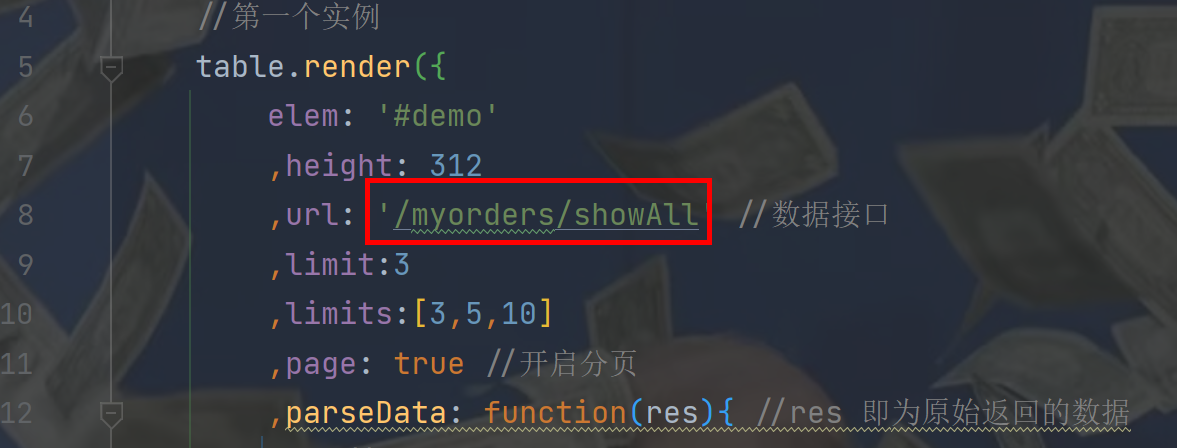 4 //第一个实例
5 table.render({
6 elem: '#demo'
7 ,height: 312
8 ,url: '/myorders/showAll' //数据接口
9 ,limit:3
10 ,limits:[3,5,10]
11 ,page: true //开启分页
12 ,parseData: function(res){ //res 即为原始返回的数据